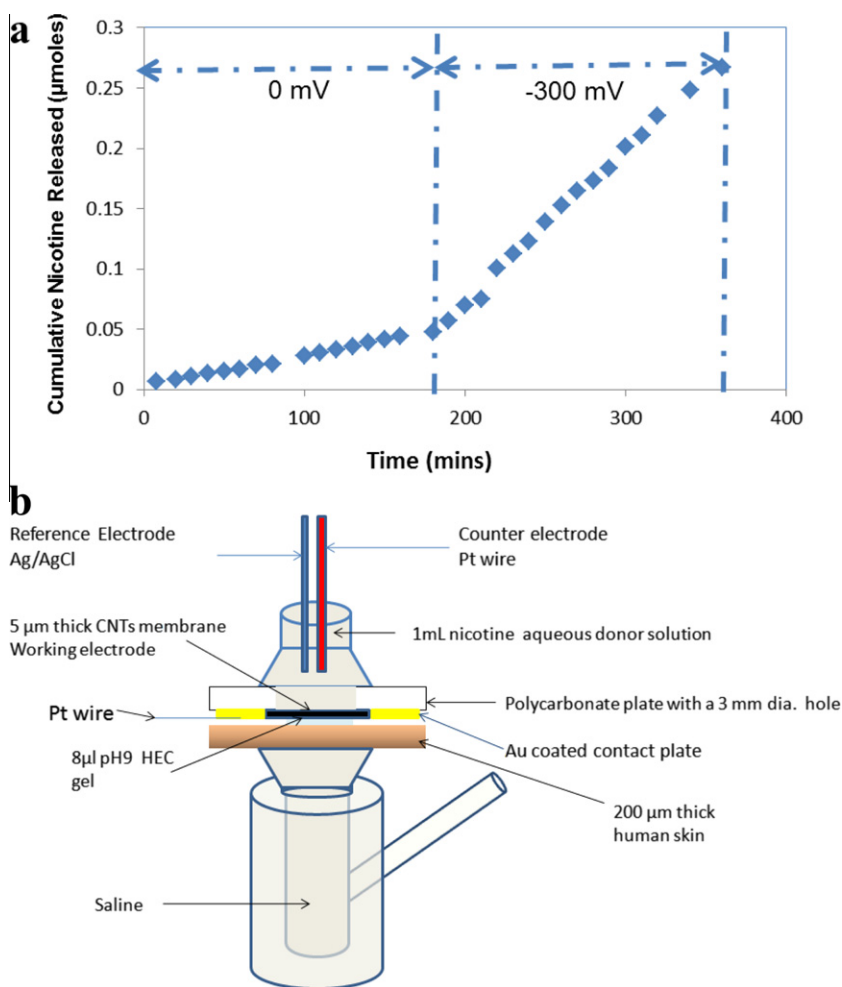 a
Cumulative Nicotine Released (µmoles)
0.3
0.25
0.2
0.15
0.1
0.05
0
0 mV
-300 mV
0 100 200 300 400
Time (mins)
b
Reference Electrode
Ag/AgCl
Counter electrode
Pt wire
5 µm thick CNTs membrane
Working electrode
1mL nicotine aqueous donor solution
Pt wire
Polycarbonate plate with a 3 mm dia. hole
8µl pH9 HEC
gel
Au coated contact plate
200 µm thick
human skin
Saline